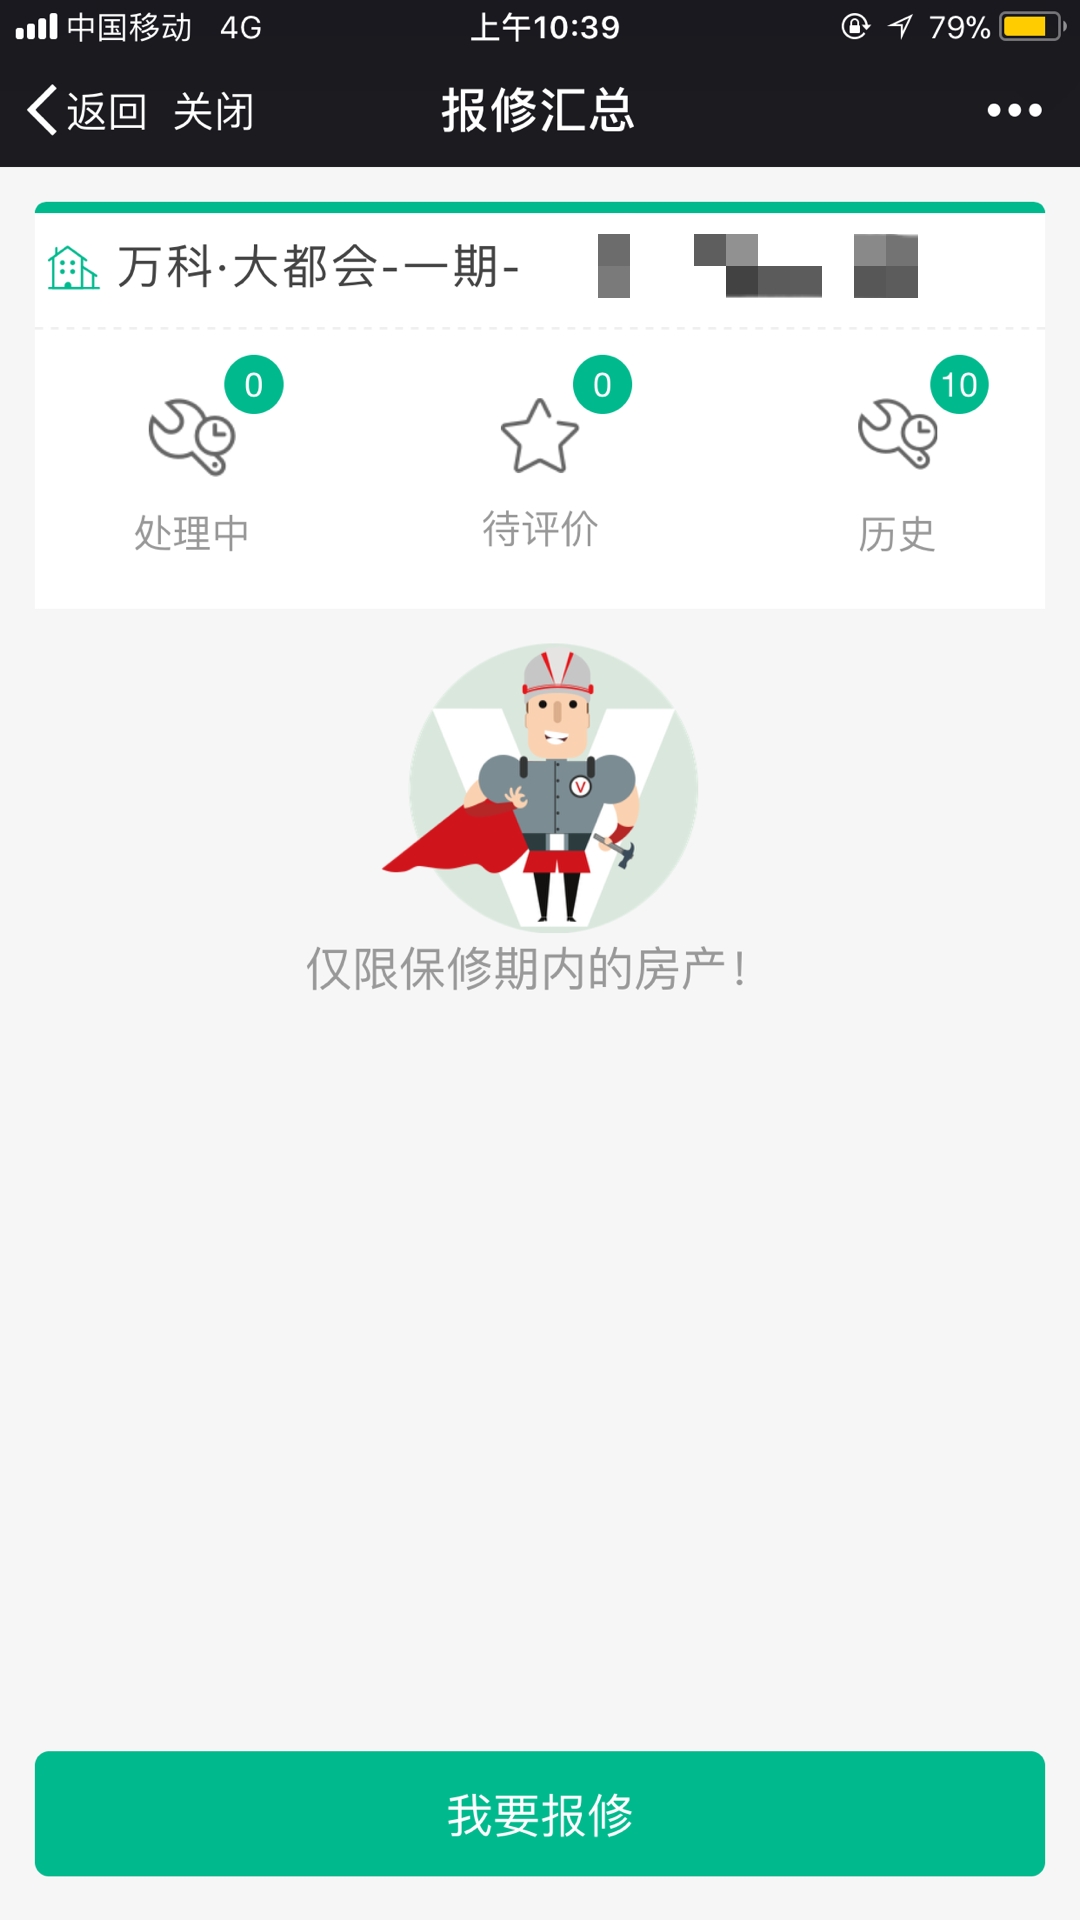 中国移动 4G 上午10:39 79%
返回 关闭 报修汇总
万科·大都会-一期-
0 0 10
处理中 待评价 历史
V
仅限保修期内的房产!
我要报修